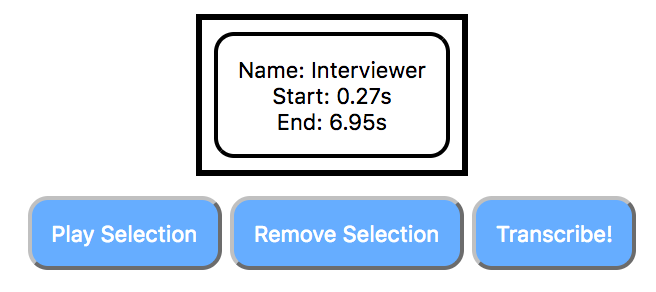 Name: Interviewer
Start: 0.27s
End: 6.95s
Play Selection Remove Selection Transcribe!